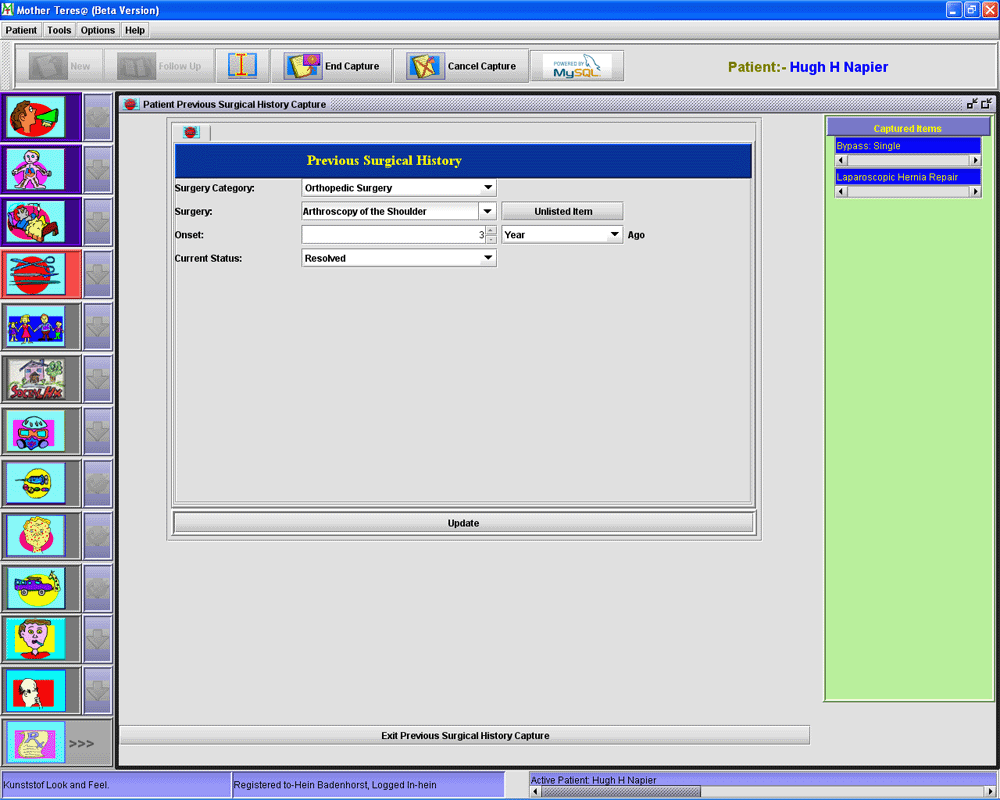 Mother Teres@ (Beta Version)
Patient Tools Options Help
New Follow Up End Capture Cancel Capture POWERED BY MySQL Patient:- Hugh H Napier
Patient Previous Surgical History Capture
Captured Items
Bypass: Single
Laparoscopic Hernia Repair
Previous Surgical History
Surgery Category: Orthopedic Surgery
Surgery: Arthroscopy of the Shoulder Unlisted Item
Onset: 3 Year Ago
Current Status: Resolved
Update
Exit Previous Surgical History Capture
>>>
Kunststof Look and Feel. Registered to-Hein Badenhorst, Logged In-hein Active Patient: Hugh H Napier